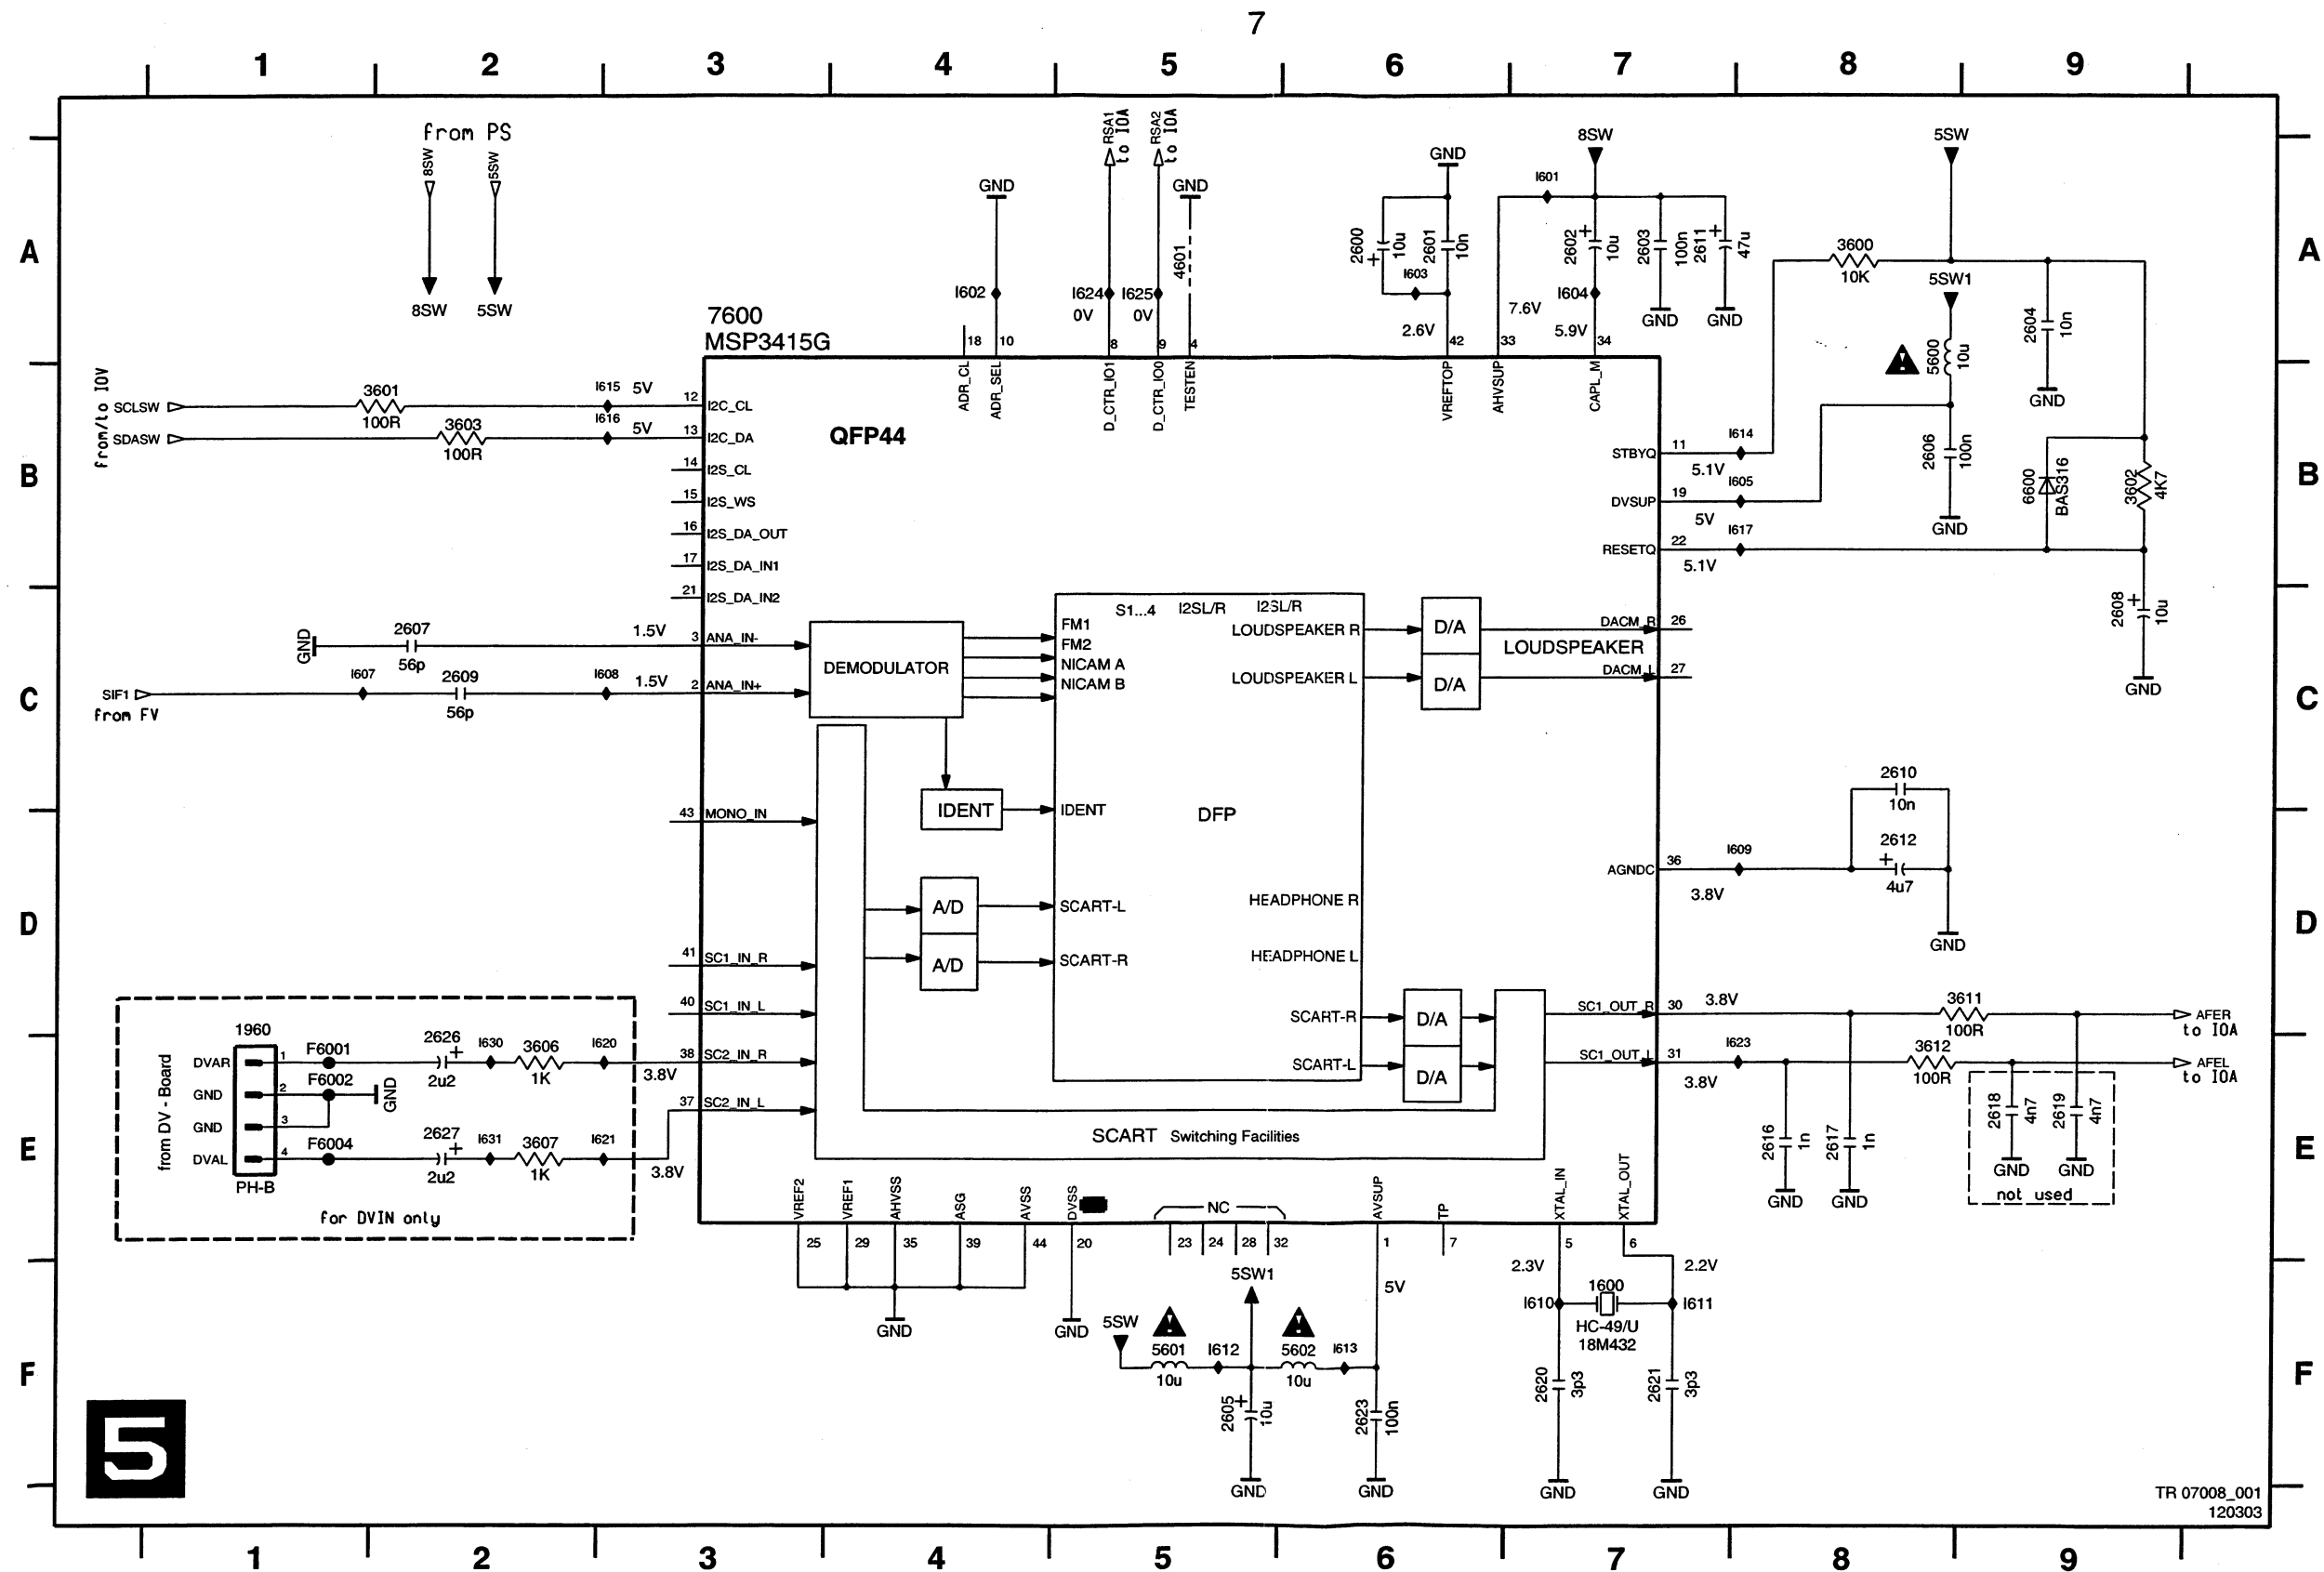 7
1 2 3 4 5 6 7 8 9
A A
B B
C C
D D
E E
F F
from PS
8SW 5SW
8SW 5SW
RSA1 to IOA
RSA2 to IOA
GND
GND
I602
I624
0V
I625
0V
4601
GND
2600
10u
2601
10n
I603
2.6V
8SW
I601
2602
10u
2603
100n
2611
47u
7.6V
I604
5.9V
GND GND
5SW
3600
10K
5SW1
5600
10u
2604
10n
GND
2606
100n
GND
6600
BAS316
3602
4K7
2608
10u
GND
7600
MSP3415G
QFP44
18 10 8 9 4 42 33 34
ADR_CL
ADR_SEL
D_CTR_IO1
D_CTR_IO0
TESTEN
VREFTOP
AHVSUP
CAPL_M
from/to IOV
SCLSW
SDASW
3601
100R
3603
100R
I615 5V
I616
5V
12 I2C_CL
13 I2C_DA
14 I2S_CL
15 I2S_WS
16 I2S_DA_OUT
17 I2S_DA_IN1
21 I2S_DA_IN2
STBYQ 11 I614
5.1V
DVSUP 19 I605
5V
RESETQ 22 I617
5.1V
GND
2607
56p
1.5V
3 ANA_IN-
SIF1
from FV
I607
2609
56p
I608
1.5V
2 ANA_IN+
DEMODULATOR
S1...4 I2SL/R I2SL/R
FM1
FM2
NICAM A
NICAM B
LOUDSPEAKER R
LOUDSPEAKER L
D/A
D/A
DACM_R 26
LOUDSPEAKER
DACM_L 27
IDENT
IDENT
DFP
43 MONO_IN
2610
10n
2612
4u7
AGNDC 36 I609
3.8V
GND
A/D
A/D
SCART-L
SCART-R
HEADPHONE R
HEADPHONE L
41 SC1_IN_R
40 SC1_IN_L
SCART-R
SCART-L
D/A
D/A
SC1_OUT_R 30 3.8V
SC1_OUT_L 31 I623
3.8V
3611
100R
3612
100R
AFER
to IOA
AFEL
to IOA
2616
1n
2617
1n
2618
4n7
2619
4n7
GND GND
GND GND
not used
1960
from DV - Board
DVAR 1 F6001
GND 2 F6002
GND
GND 3
DVAL 4 F6004
PH-B
2626
2u2
I630
3606
1K
I620
3.8V
38 SC2_IN_R
37 SC2_IN_L
2627
2u2
I631
3607
1K
I621
3.8V
for DVIN only
SCART Switching Facilities
VREF2
VREF1
AHVSS
ASG
AVSS
DVSS
NC
AVSUP
TP
XTAL_IN
XTAL_OUT
25 29 35 39 44 20 23 24 28 32 1 7 5 6
GND
GND
5SW
5601
10u
I612
5SW1
5602
10u
I613
5V
2605
10u
2623
100n
GND GND
2.3V 2.2V
I610
1600
I611
HC-49/U
18M432
2620
3p3
2621
3p3
GND GND
5
TR 07008_001
120303
1 2 3 4 5 6 7 8 9